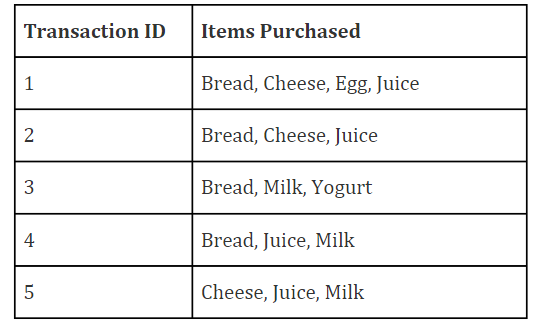 Transaction ID Items Purchased
1 Bread, Cheese, Egg, Juice
2 Bread, Cheese, Juice
3 Bread, Milk, Yogurt
4 Bread, Juice, Milk
5 Cheese, Juice, Milk